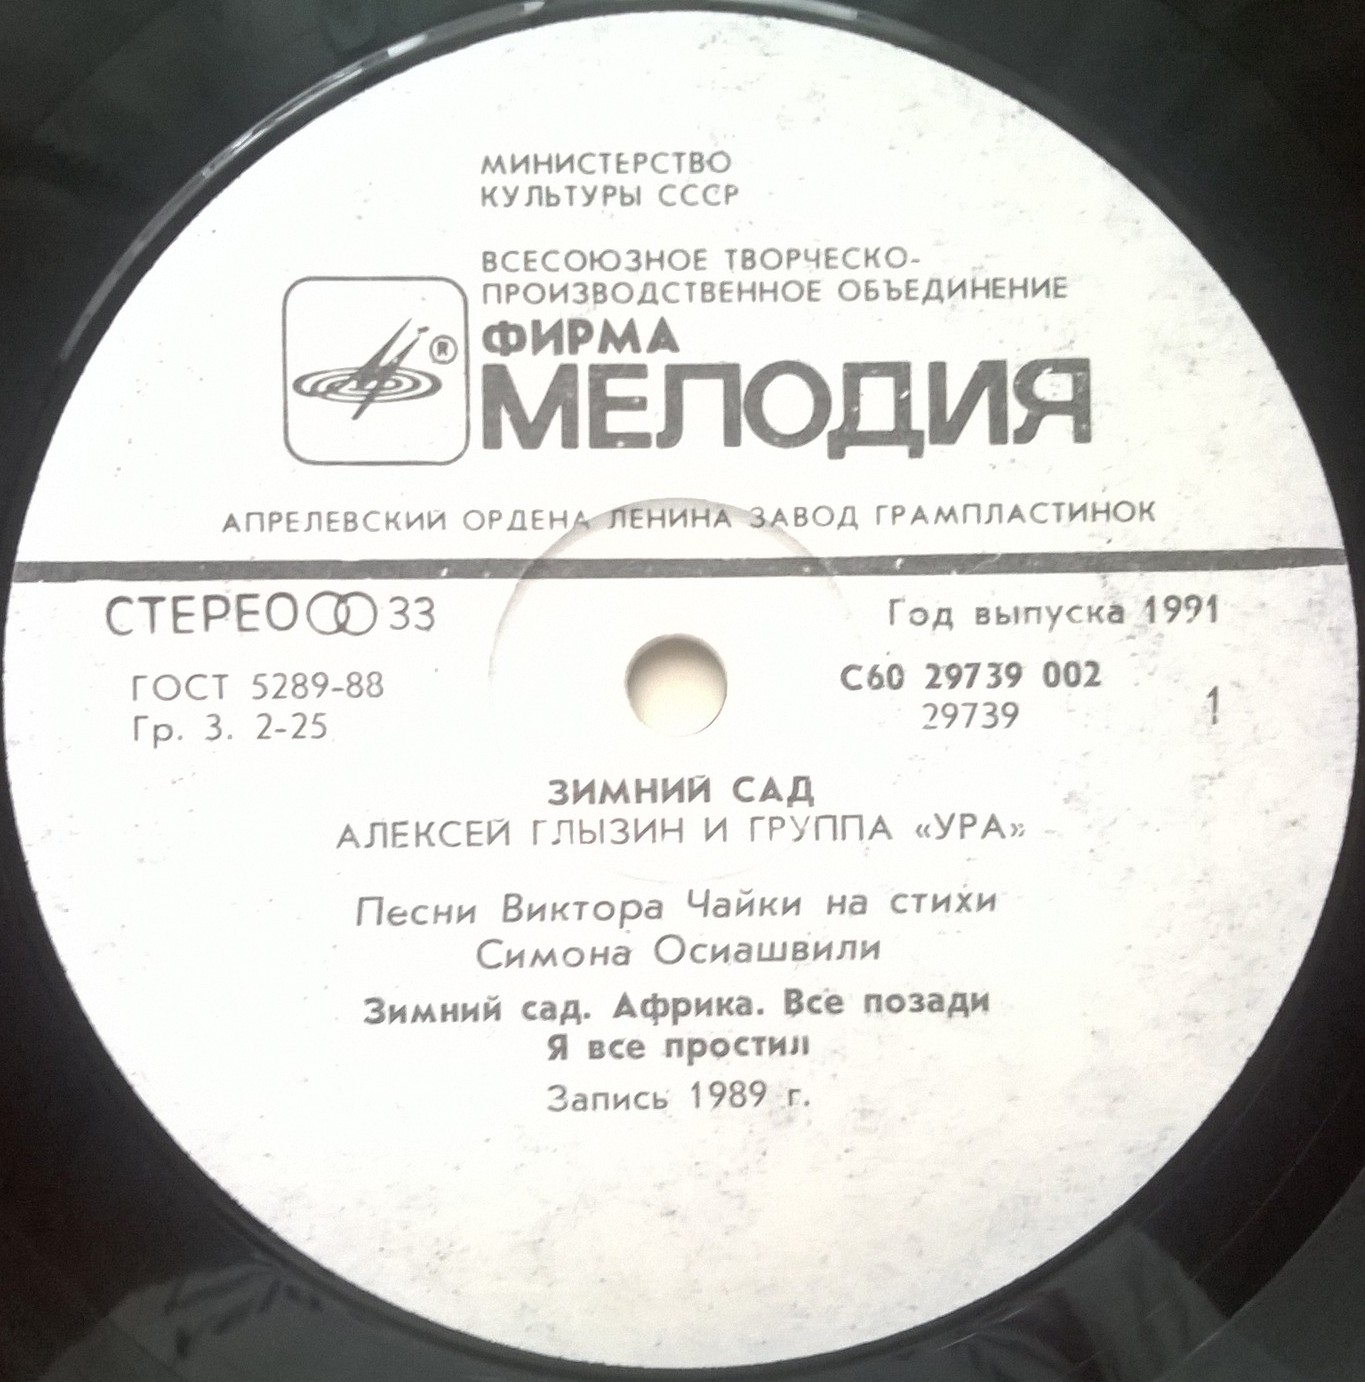 МИНИСТЕРСТВО
КУЛЬТУРЫ СССР
ВСЕСОЮЗНОЕ ТВОРЧЕСКО-
ПРОИЗВОДСТВЕННОЕ ОБЪЕДИНЕНИЕ
ФИРМА
®
МЕЛОДИЯ
АПРЕЛЕВСКИЙ ОРДЕНА ЛЕНИНА ЗАВОД ГРАМПЛАСТИНОК
СТЕРЕО 33
Год выпуска 1991
ГОСТ 5289-88
С60 29739 002
Гр. 3. 2-25
29739
1
ЗИМНИЙ САД
АЛЕКСЕЙ ГЛЫЗИН И ГРУППА «УРА»
Песни Виктора Чайки на стихи
Симона Осиашвили
Зимний сад. Африка. Все позади
Я все простил
Запись 1989 г.